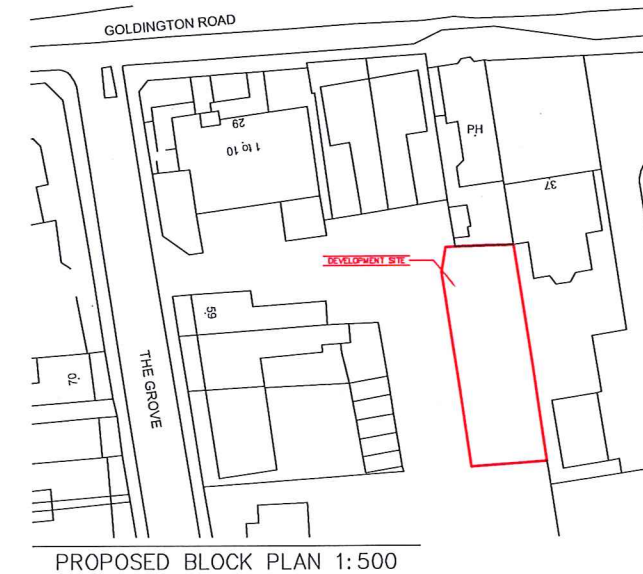 GOLDINGTON ROAD
29
1 to 10
PH
37
DEVELOPMENT SITE
59
THE GROVE
70
PROPOSED BLOCK PLAN 1:500